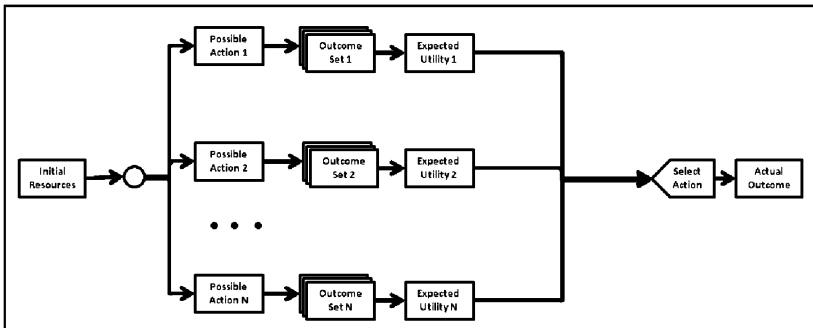 Possible
Action 1
Outcome
Set 1
Expected
Utility 1
Initial
Resources
Possible
Action 2
Outcome
Set 2
Expected
Utility 2
Select
Action
Actual
Outcome
• • •
Possible
Action N
Outcome
Set N
Expected
Utility N